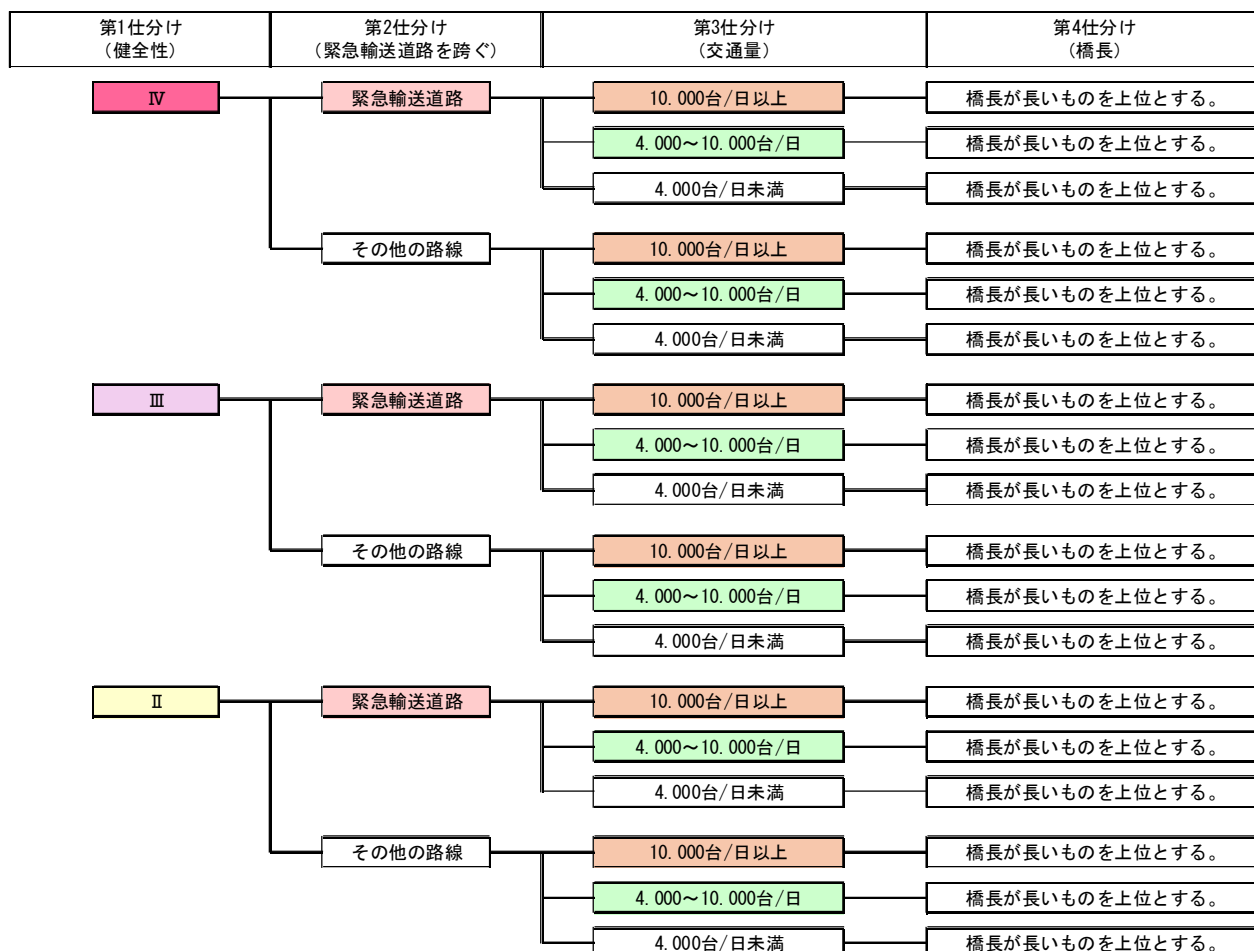 第1仕分け
(健全性)
第2仕分け
(緊急輸送道路を跨ぐ)
第3仕分け
(交通量)
第4仕分け
(橋長)
Ⅳ
緊急輸送道路
10.000台/日以上
橋長が長いものを上位とする。
4.000～10.000台/日
橋長が長いものを上位とする。
4.000台/日未満
橋長が長いものを上位とする。
その他の路線
10.000台/日以上
橋長が長いものを上位とする。
4.000～10.000台/日
橋長が長いものを上位とする。
4.000台/日未満
橋長が長いものを上位とする。
Ⅲ
緊急輸送道路
10.000台/日以上
橋長が長いものを上位とする。
4.000～10.000台/日
橋長が長いものを上位とする。
4.000台/日未満
橋長が長いものを上位とする。
その他の路線
10.000台/日以上
橋長が長いものを上位とする。
4.000～10.000台/日
橋長が長いものを上位とする。
4.000台/日未満
橋長が長いものを上位とする。
Ⅱ
緊急輸送道路
10.000台/日以上
橋長が長いものを上位とする。
4.000～10.000台/日
橋長が長いものを上位とする。
4.000台/日未満
橋長が長いものを上位とする。
その他の路線
10.000台/日以上
橋長が長いものを上位とする。
4.000～10.000台/日
橋長が長いものを上位とする。
4.000台/日未満
橋長が長いものを上位とする。